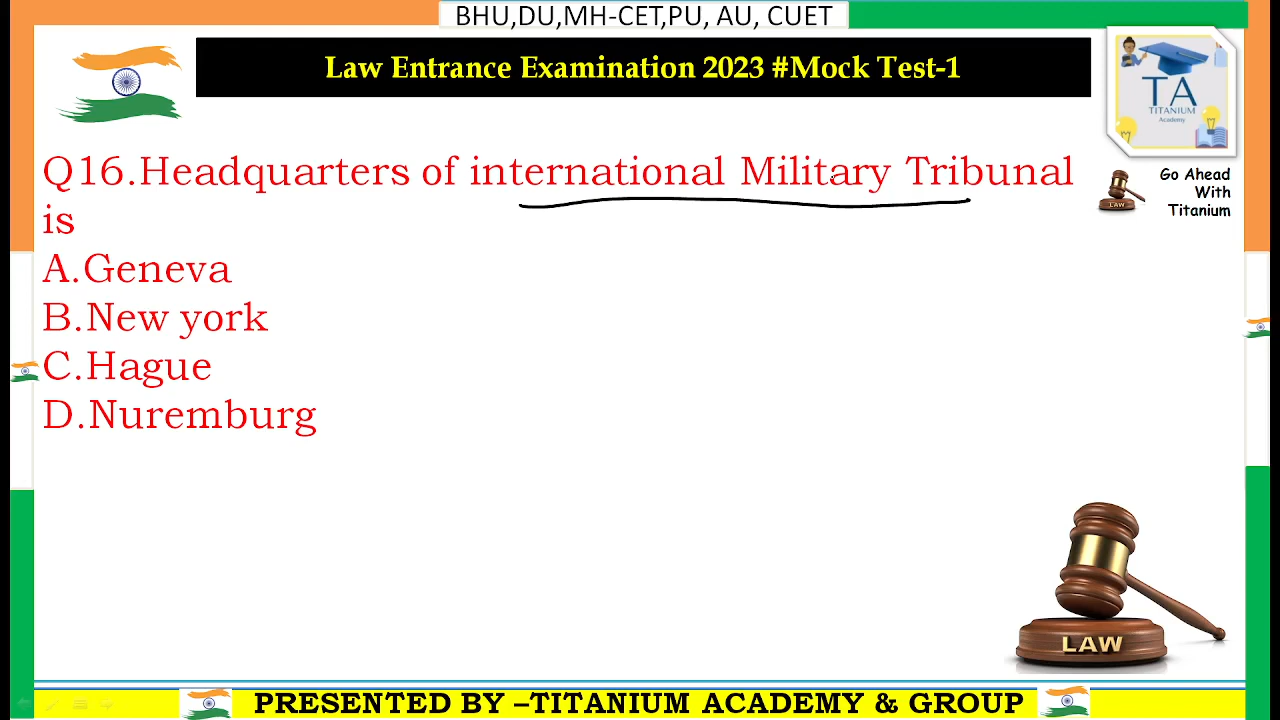 BHU,DU,MH-CET,PU, AU, CUET
Law Entrance Examination 2023 #Mock Test-1
TA
TITANIUM
Academy
Go Ahead
With
Titanium
LAW
Q16.Headquarters of international Military Tribunal
is
A.Geneva
B.New york
C.Hague
D.Nuremburg
LAW
PRESENTED BY –TITANIUM ACADEMY & GROUP